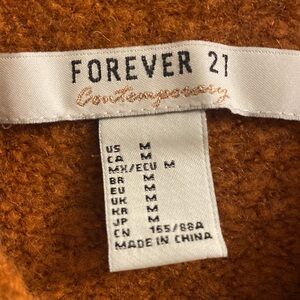 FOREVER 21
Contemporary
US M
CA M
MX/ECU M
BR M
EU M
UK M
KR M
JP M
CN 165/88A
MADE IN CHINA